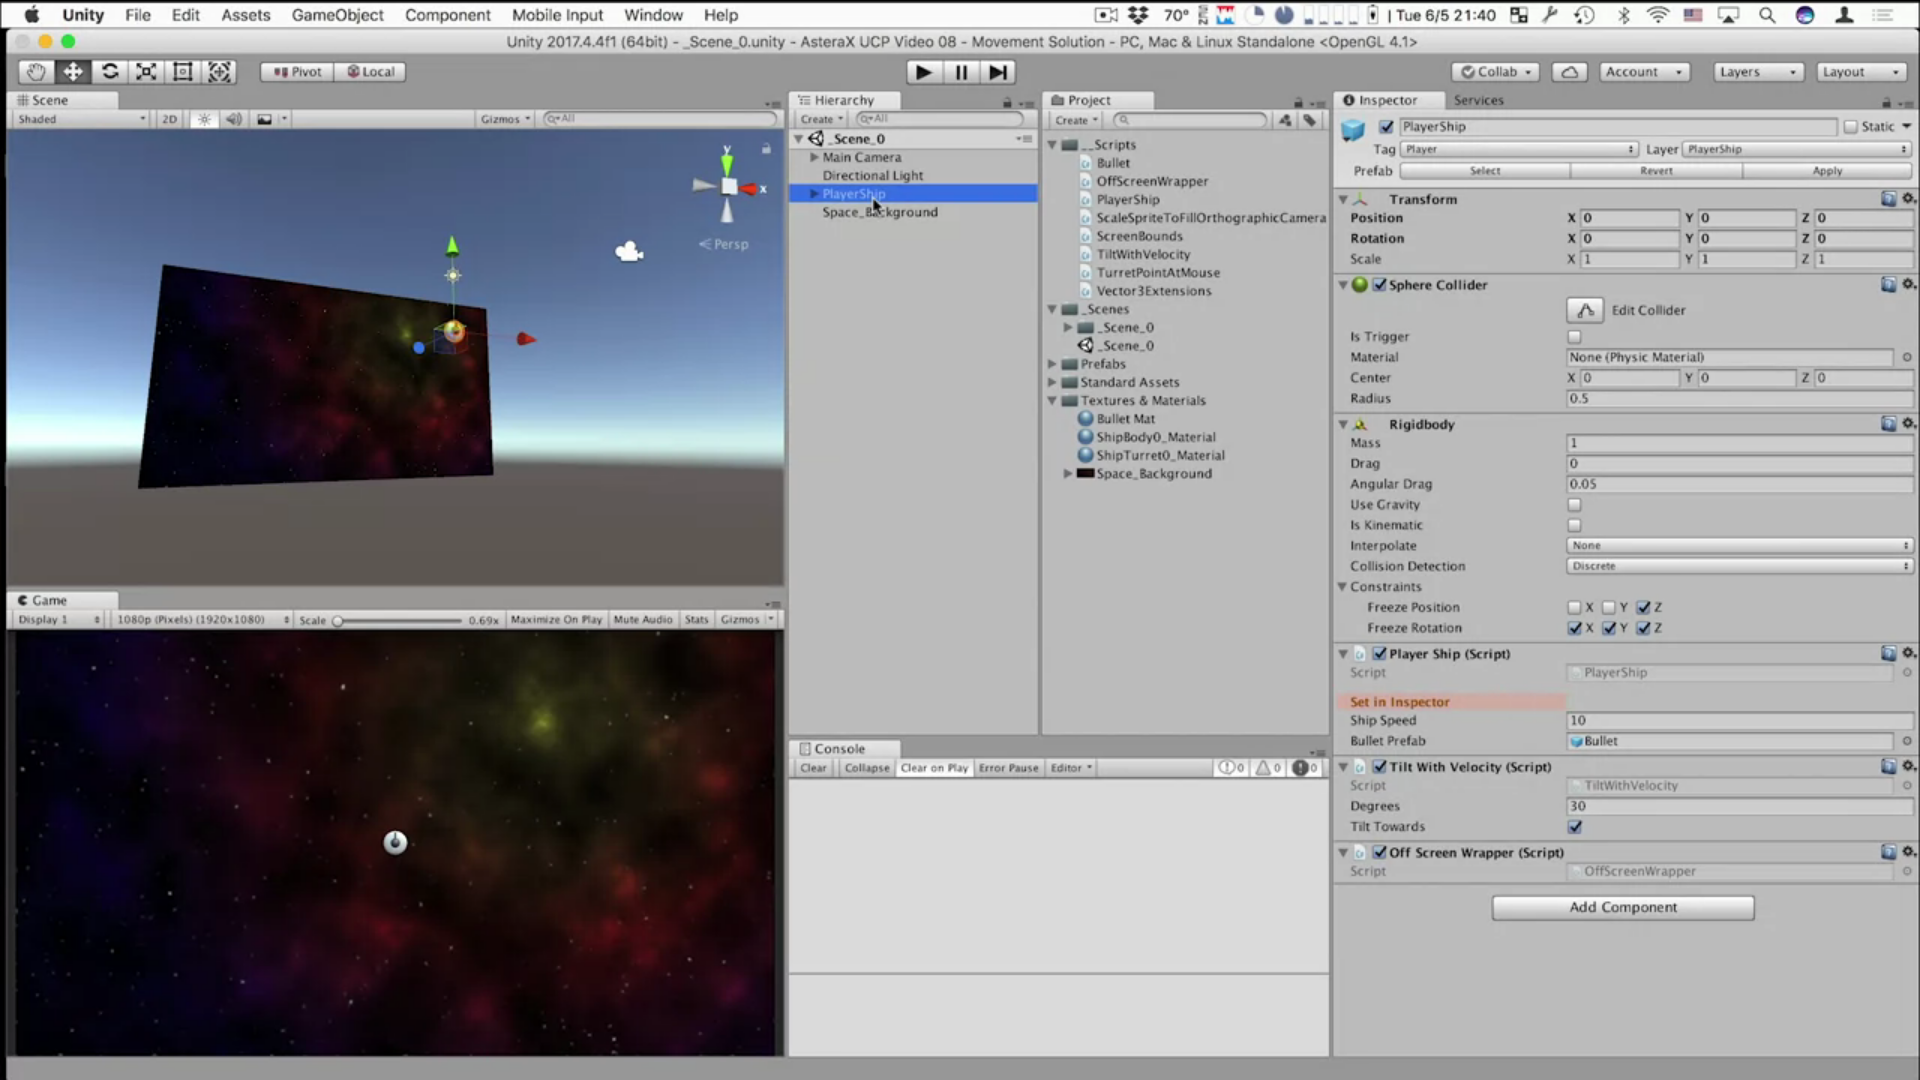 Unity File Edit Assets GameObject Component Mobile Input Window Help 70° Tue 6/5 21:40
Unity 2017.4.4f1 (64bit) - _Scene_0.unity - AsteraX UCP Video 08 - Movement Solution - PC, Mac & Linux Standalone <OpenGL 4.1>
Pivot Local Collab Account Layers Layout
Scene
Shaded 2D Gizmos All
y
x
Persp
Game
Display 1 1080p (Pixels) (1920x1080) Scale 0.69x Maximize On Play Mute Audio Stats Gizmos
Hierarchy
Create All
_Scene_0
Main Camera
Directional Light
PlayerShip
Space_Background
Project
Create
__Scripts
Bullet
OffScreenWrapper
PlayerShip
ScaleSpriteToFillOrthographicCamera
ScreenBounds
TiltWithVelocity
TurretPointAtMouse
Vector3Extensions
_Scenes
_Scene_0
_Scene_0
Prefabs
Standard Assets
Textures & Materials
Bullet Mat
ShipBody0_Material
ShipTurret0_Material
Space_Background
Console
Clear Collapse Clear on Play Error Pause Editor 0 0 0
Inspector Services
PlayerShip Static
Tag Player Layer PlayerShip
Prefab Select Revert Apply
Transform
Position X 0 Y 0 Z 0
Rotation X 0 Y 0 Z 0
Scale X 1 Y 1 Z 1
Sphere Collider
Edit Collider
Is Trigger
Material None (Physic Material)
Center X 0 Y 0 Z 0
Radius 0.5
Rigidbody
Mass 1
Drag 0
Angular Drag 0.05
Use Gravity
Is Kinematic
Interpolate None
Collision Detection Discrete
Constraints
Freeze Position X Y Z
Freeze Rotation X Y Z
Player Ship (Script)
Script PlayerShip
Set in Inspector
Ship Speed 10
Bullet Prefab Bullet
Tilt With Velocity (Script)
Script TiltWithVelocity
Degrees 30
Tilt Towards
Off Screen Wrapper (Script)
Script OffScreenWrapper
Add Component